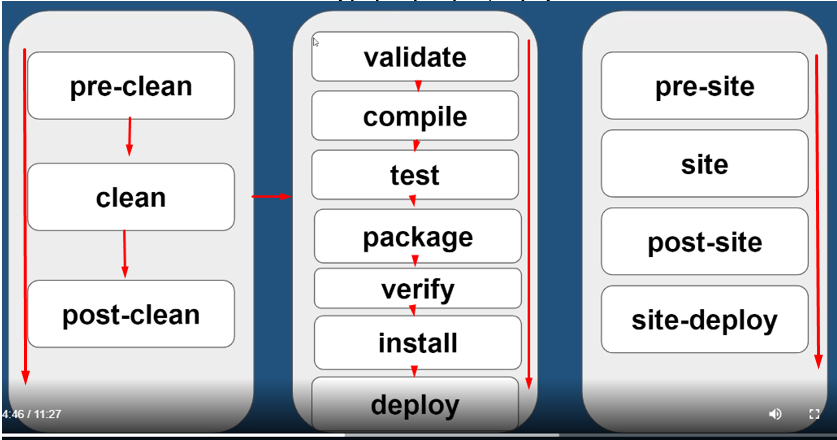 pre-clean
clean
post-clean
validate
compile
test
package
verify
install
deploy
pre-site
site
post-site
site-deploy
4:46 / 11:27